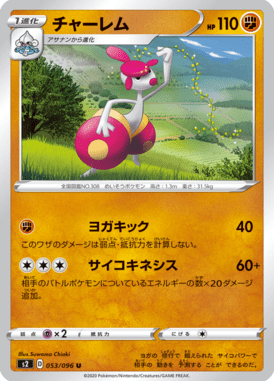 1進化 チャーレム HP 110
アサナンから進化
全国図鑑NO.308 めいそうポケモン 高さ：1.3m 重さ：31.5kg
ヨガキック 40
このワザのダメージは弱点・抵抗力を計算しない。
サイコキネシス 60+
相手のバトルポケモンについているエネルギーの数×20ダメージ
追加。
弱点 ×2 抵抗力 にげる
Illus. Suwama Chiaki
S2 D 053/096 U
ヨガの修行で
©2020 Pokémon/Nintendo/Creatures/GAME FREAK.